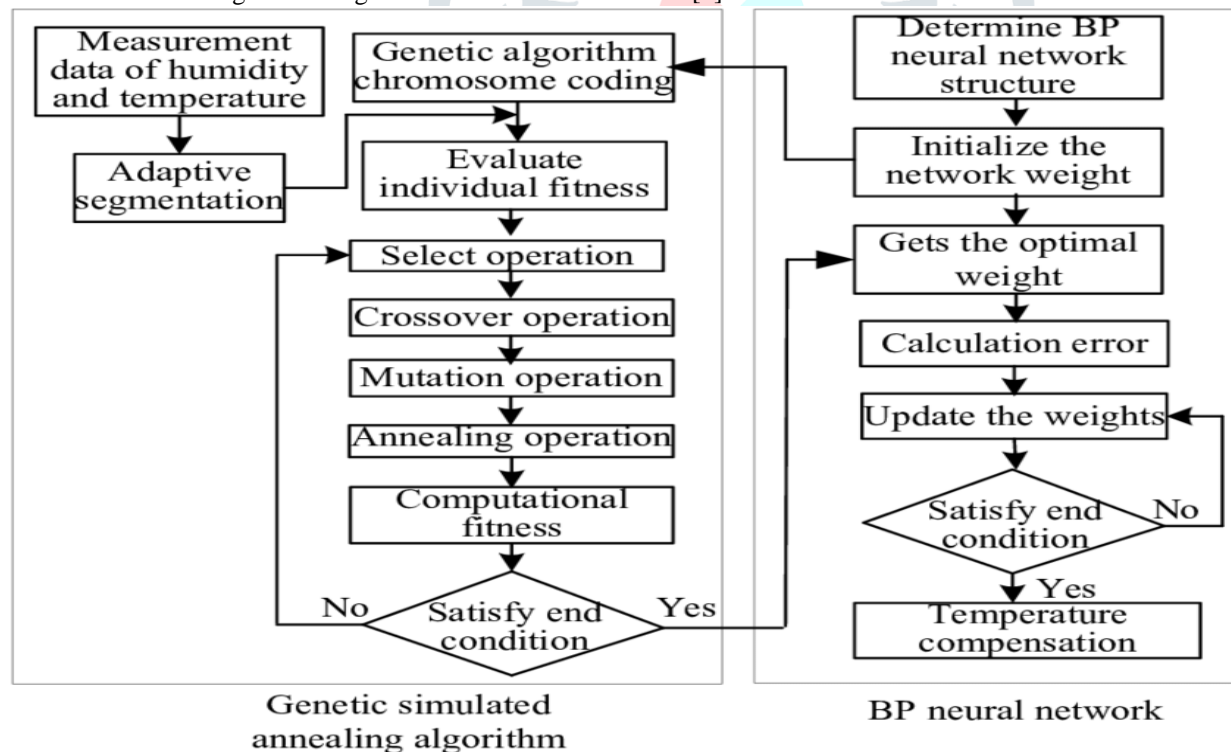 Measurement
data of humidity
and temperature
Adaptive
segmentation
Genetic algorithm
chromosome coding
Evaluate
individual fitness
Select operation
Crossover operation
Mutation operation
Annealing operation
Computational
fitness
No
Satisfy end
condition
Yes
Genetic simulated
annealing algorithm
Determine BP
neural network
structure
Initialize the
network weight
Gets the optimal
weight
Calculation error
Update the weights
Satisfy end
condition
No
Yes
Temperature
compensation
BP neural network